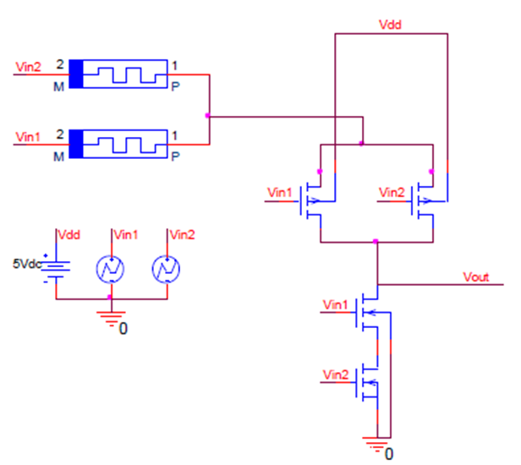 Vdd
Vin2 2 1
M P
Vin1 2 1
M P
Vin1 Vin2
Vdd Vin1 Vin2
5Vdc
0
Vout
Vin1
Vin2
0